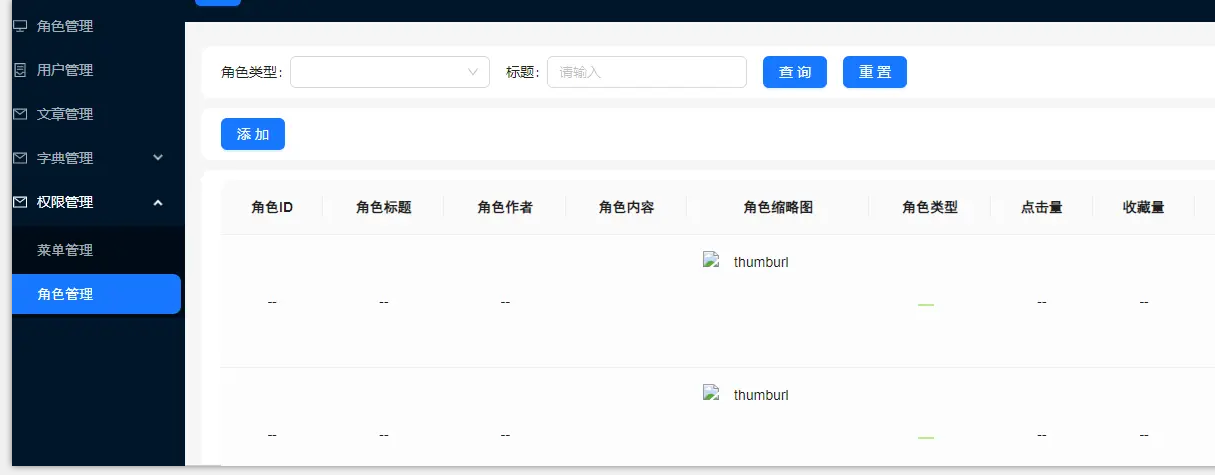 角色管理
用户管理
文章管理
字典管理
权限管理
菜单管理
角色管理
角色类型: 标题: 请输入 查 询 重 置
添 加
角色ID 角色标题 角色作者 角色内容 角色缩略图 角色类型 点击量 收藏量
thumburl
-- -- -- -- --
thumburl
-- -- -- -- --